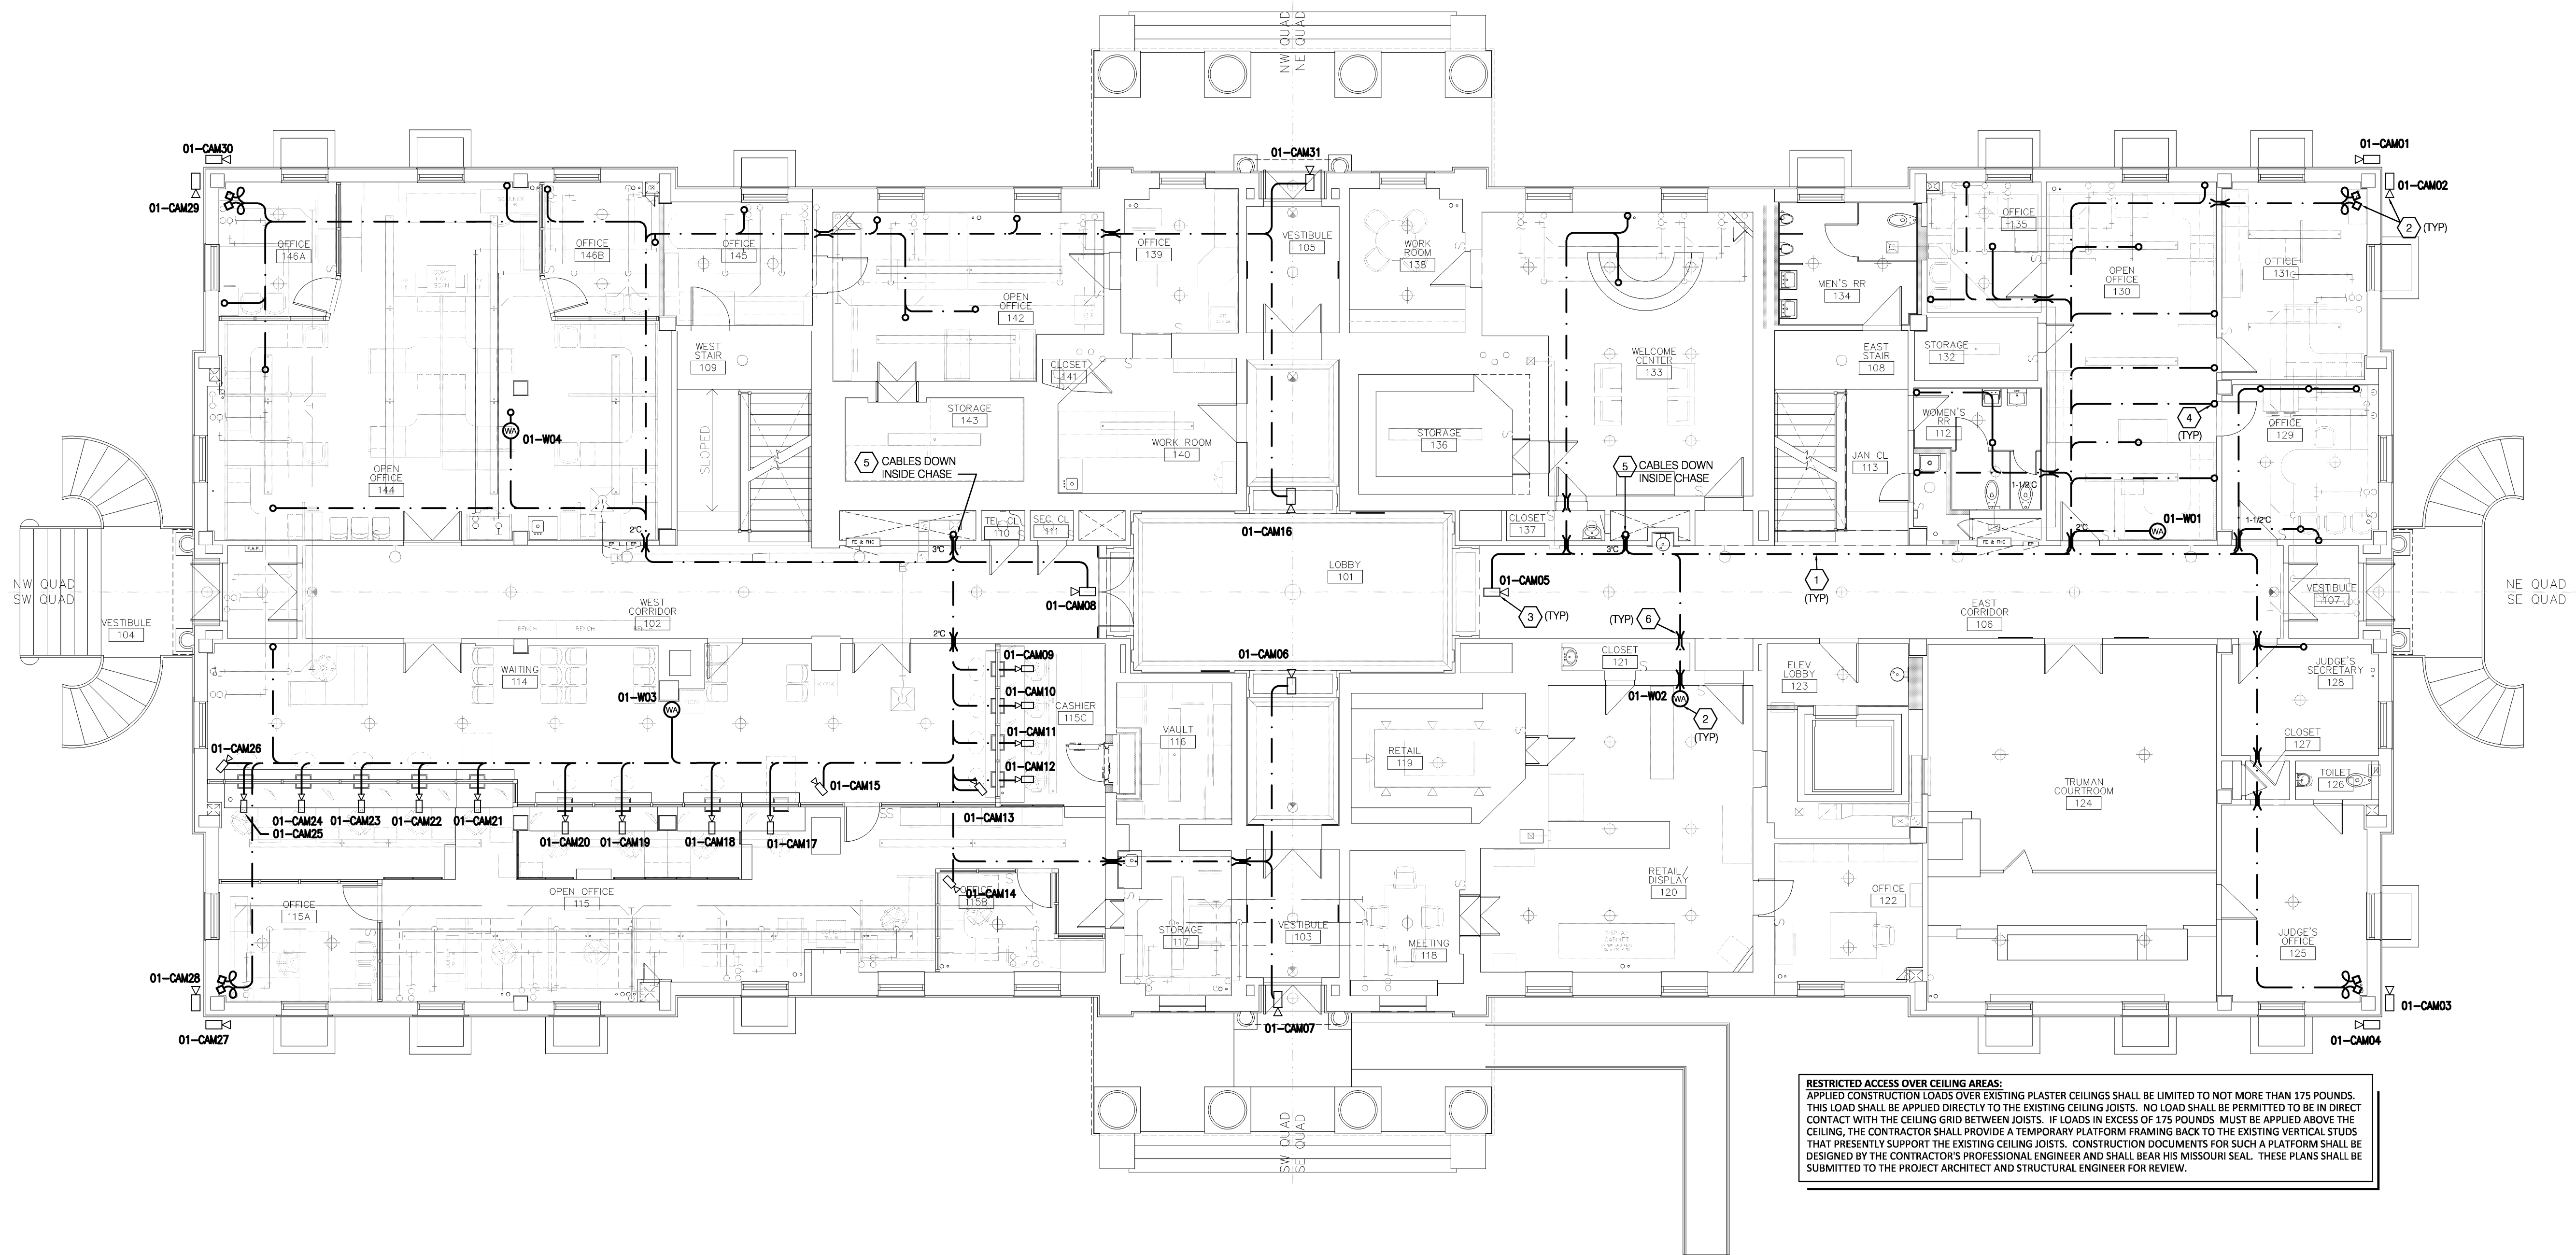 NW QUAD
NE QUAD
01-CAM30
01-CAM31
01-CAM01
01-CAM29
01-CAM02
2
(TYP)
OFFICE
146A
OFFICE
146B
OFFICE
145
OFFICE
139
VESTIBULE
105
WORK
ROOM
138
MEN'S RR
134
OFFICE
135
OPEN
OFFICE
130
OFFICE
131
OPEN
OFFICE
142
WEST
STAIR
109
CLOSET
141
WELCOME
CENTER
133
EAST
STAIR
108
STORAGE
132
STORAGE
143
WORK ROOM
140
STORAGE
136
WOMEN'S
RR
112
4
(TYP)
OFFICE
129
WA
01-W04
SLOPED
5
CABLES DOWN
INSIDE CHASE
5
CABLES DOWN
INSIDE CHASE
JAN CL
113
1-1/2"C
OPEN
OFFICE
144
2"C
TEL CL
110
SEC CL
111
01-CAM16
CLOSET
137
2"C
WA
01-W01
1-1/2"C
F.A.P.
FE & FHC
3"C
3"C
FE & FHC
NW QUAD
SW QUAD
LOBBY
101
01-CAM05
1
(TYP)
VESTIBULE
107
NE QUAD
SE QUAD
VESTIBULE
104
WEST
CORRIDOR
102
01-CAM08
3
(TYP)
(TYP)
6
EAST
CORRIDOR
106
BENCH
BENCH
2"C
WAITING
114
01-CAM09
01-CAM06
CLOSET
121
ELEV
LOBBY
123
JUDGE'S
SECRETARY
128
01-W03
WA
01-CAM10
CASHIER
115C
01-W02
WA
2
(TYP)
01-CAM11
VAULT
116
RETAIL
119
CLOSET
127
01-CAM26
01-CAM12
01-CAM15
TRUMAN
COURTROOM
124
TOILET
126
01-CAM24
01-CAM23
01-CAM22
01-CAM21
01-CAM13
01-CAM25
01-CAM20
01-CAM19
01-CAM18
01-CAM17
OFFICE
115A
OPEN OFFICE
115
OFFICE
115B
01-CAM14
RETAIL/
DISPLAY
120
OFFICE
122
STORAGE
117
VESTIBULE
103
MEETING
118
JUDGE'S
OFFICE
125
01-CAM28
01-CAM03
01-CAM27
01-CAM07
01-CAM04
SW QUAD
SE QUAD
RESTRICTED ACCESS OVER CEILING AREAS:
APPLIED CONSTRUCTION LOADS OVER EXISTING PLASTER CEILINGS SHALL BE LIMITED TO NOT MORE THAN 175 POUNDS.
THIS LOAD SHALL BE APPLIED DIRECTLY TO THE EXISTING CEILING JOISTS. NO LOAD SHALL BE PERMITTED TO BE IN DIRECT
CONTACT WITH THE CEILING GRID BETWEEN JOISTS. IF LOADS IN EXCESS OF 175 POUNDS MUST BE APPLIED ABOVE THE
CEILING, THE CONTRACTOR SHALL PROVIDE A TEMPORARY PLATFORM FRAMING BACK TO THE EXISTING VERTICAL STUDS
THAT PRESENTLY SUPPORT THE EXISTING CEILING JOISTS. CONSTRUCTION DOCUMENTS FOR SUCH A PLATFORM SHALL BE
DESIGNED BY THE CONTRACTOR'S PROFESSIONAL ENGINEER AND SHALL BEAR HIS MISSOURI SEAL. THESE PLANS SHALL BE
SUBMITTED TO THE PROJECT ARCHITECT AND STRUCTURAL ENGINEER FOR REVIEW.